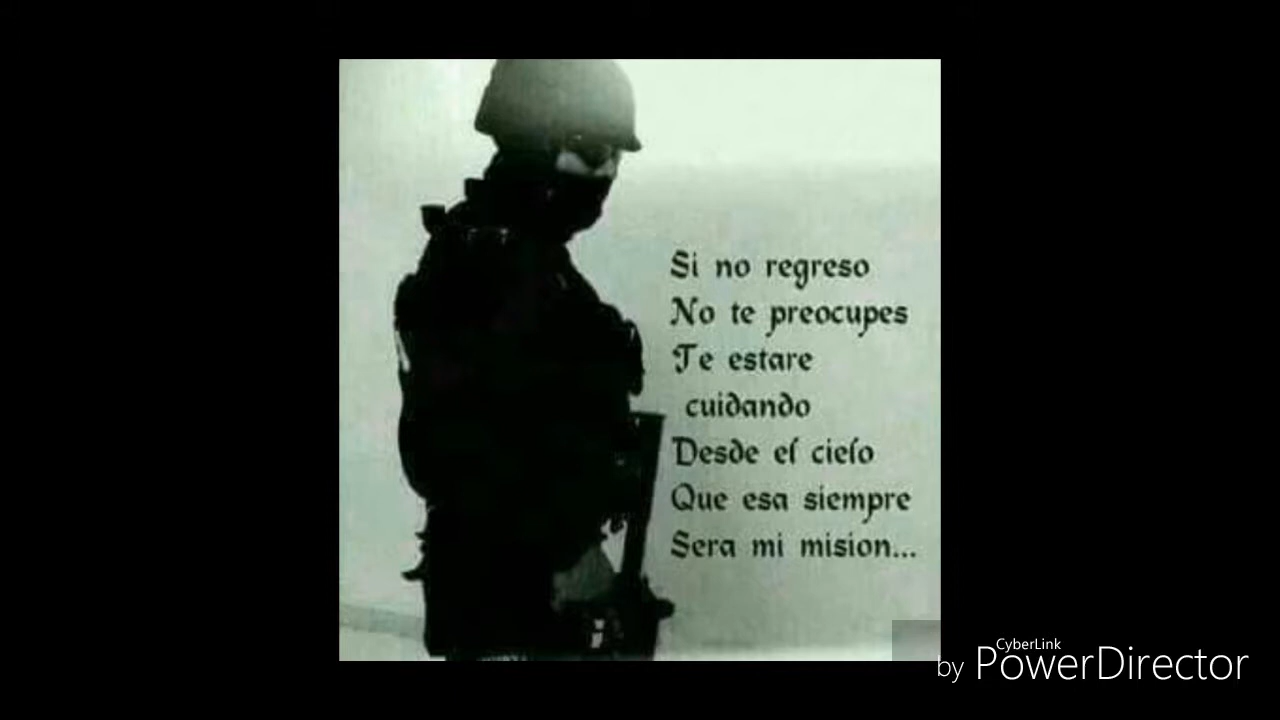 Si no regreso
No te preocupes
Te estare
cuidando
Desde el cielo
Que esa siempre
Sera mi mision...
CyberLink
by PowerDirector